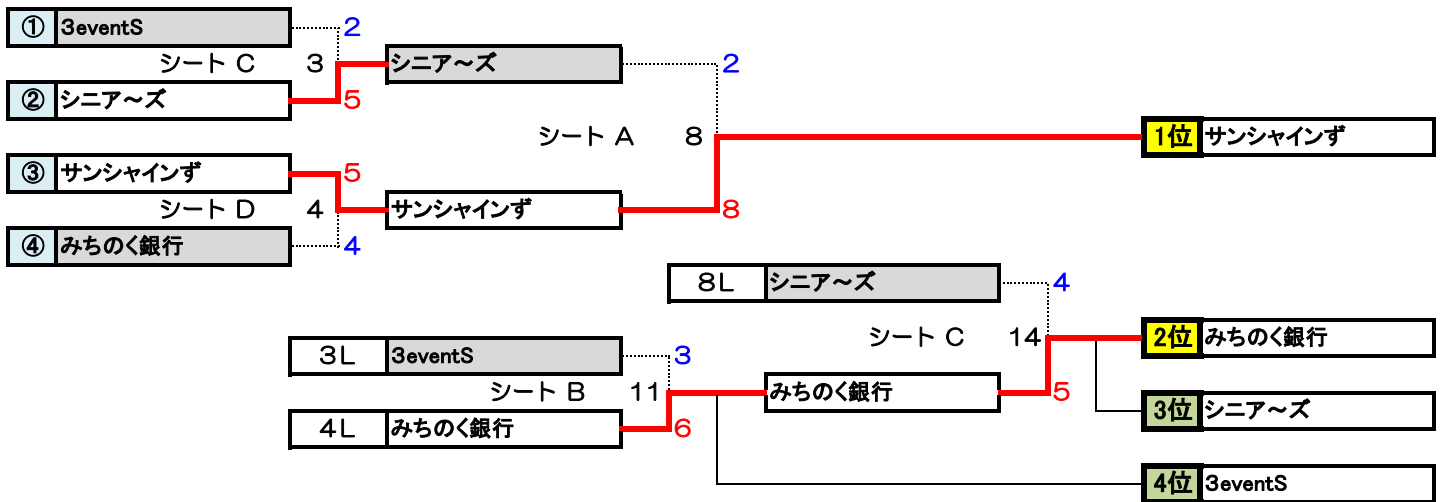 ① 3eventS 2
シート C 3 シニア～ズ 2
② シニア～ズ 5
シート A 8 1位 サンシャインず
③ サンシャインず 5
シート D 4 サンシャインず 8
④ みちのく銀行 4
8L シニア～ズ 4
シート C 14 2位 みちのく銀行
3L 3eventS 3
シート B 11 みちのく銀行 5
3位 シニア～ズ
4L みちのく銀行 6
4位 3eventS